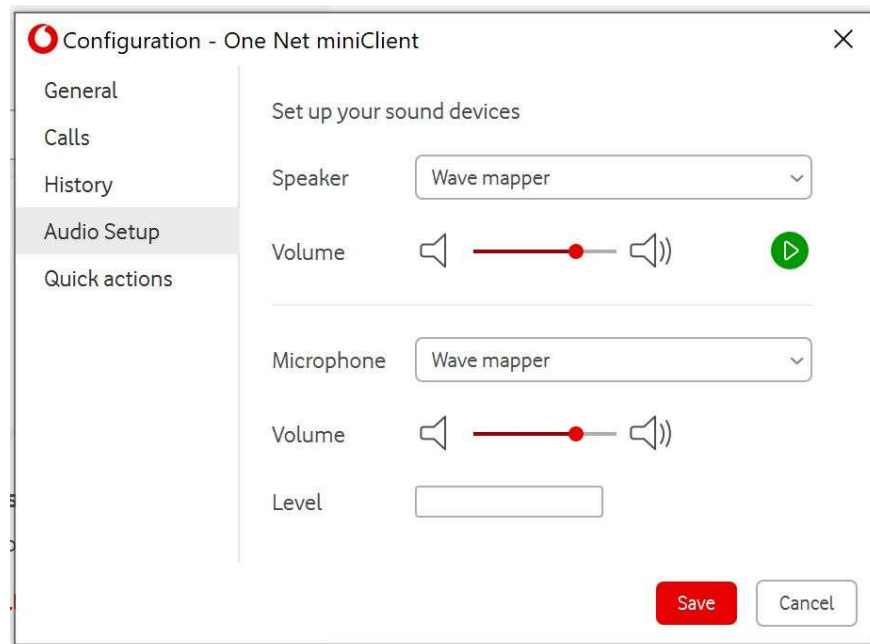 Configuration - One Net miniClient
General
Calls
History
Audio Setup
Quick actions
Set up your sound devices
Speaker
Wave mapper
Volume
Microphone
Wave mapper
Volume
Level
Save
Cancel